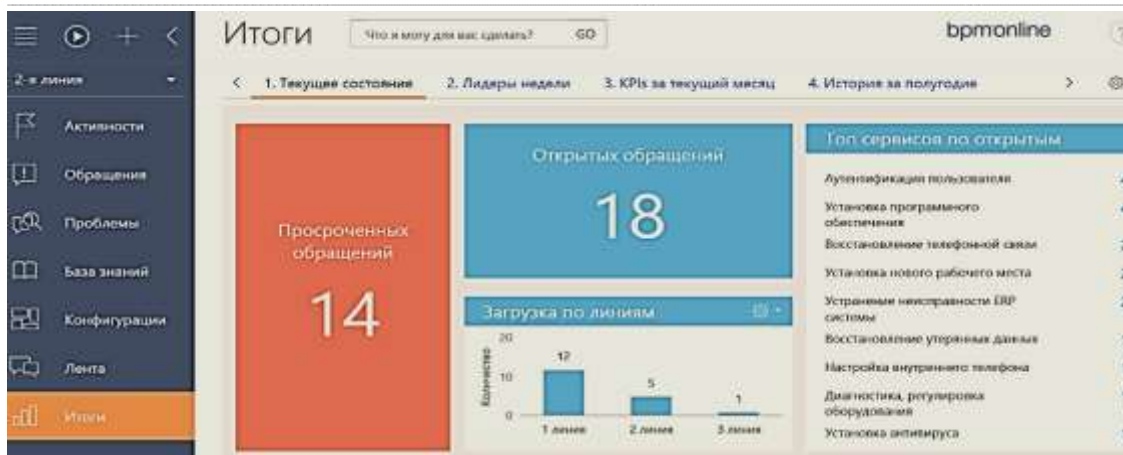 Итоги
Что я могу для вас сделать?
GO
bpmonline
2-я линия
1. Текущее состояние
2. Лидеры недели
3. KPIs за текущий месяц
4. История за полугодие
Активности
Обращения
Проблемы
База знаний
Конфигурации
Лента
Итоги
Просроченных
обращений
14
Открытых обращений
18
Загрузка по линиям
Количество
20
10
0
12
5
1
1 линия
2 линия
3 линия
Топ сервисов по открытым
Аутентификация пользователя
Установка программного
обеспечения
Восстановление телефонной связи
Установка нового рабочего места
Устранение неисправности ERP
системы
Восстановление утерянных данных
Настройка внутреннего телефона
Диагностика, регулировка
оборудования
Установка антивируса